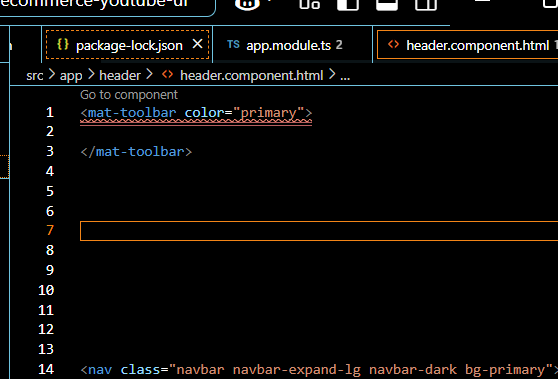 ecommerce-youtube-ui
{} package-lock.json ×
TS app.module.ts 2
<> header.component.html 1
src > app > header > <> header.component.html > ...
Go to component
1 <mat-toolbar color="primary">
2
3 </mat-toolbar>
4
5
6
7
8
9
10
11
12
13
14 <nav class="navbar navbar-expand-lg navbar-dark bg-primary">